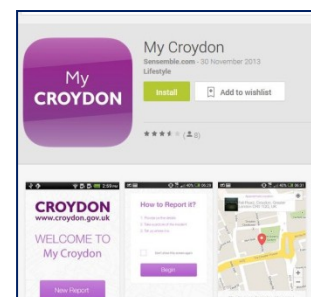 My Croydon
Sensemble.com - 30 November 2013
Lifestyle
My
CROYDON
Install
Add to wishlist
CROYDON
www.croydon.gov.uk
WELCOME TO
My Croydon
New Report
How to Report it?
Begin